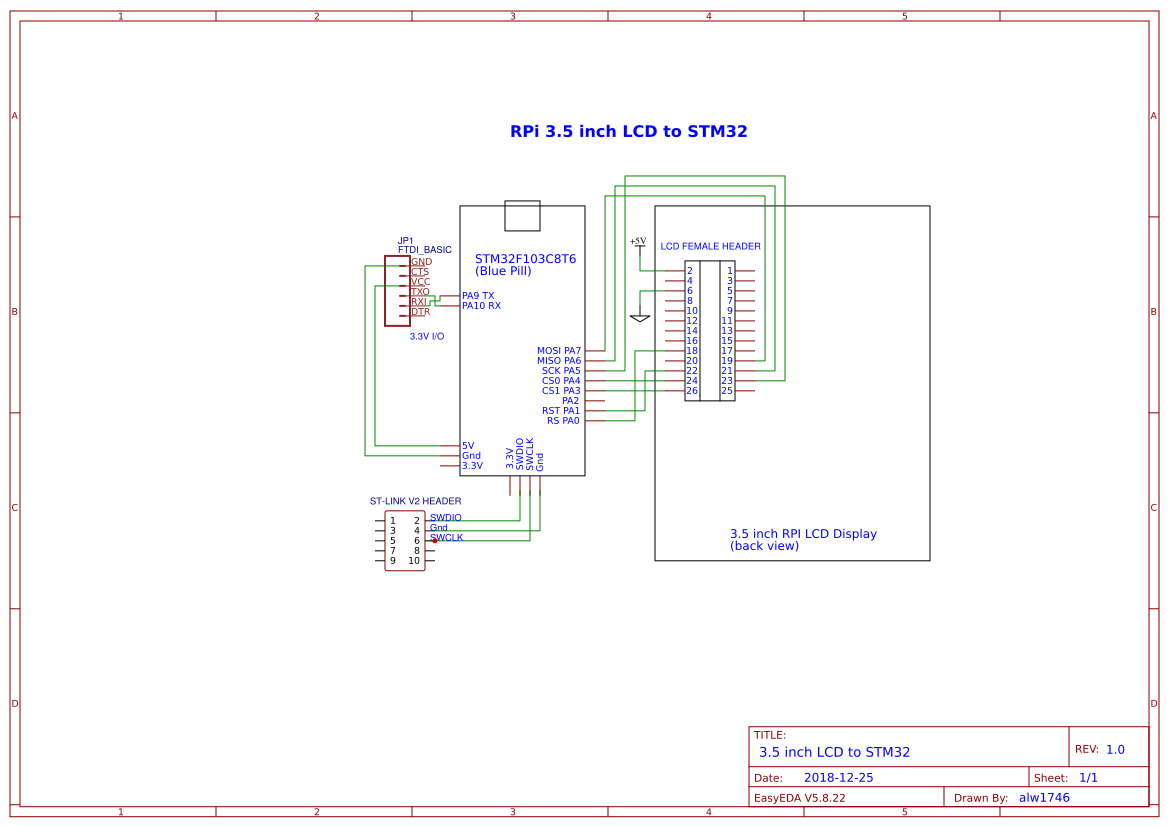 1 2 3 4 5
A A
RPi 3.5 inch LCD to STM32
B B
JP1
FTDI_BASIC
GND
CTS
VCC
TXO
RXI
DTR
3.3V I/O
STM32F103C8T6
(Blue Pill)
PA9 TX
PA10 RX
MOSI PA7
MISO PA6
SCK PA5
CS0 PA4
CS1 PA3
PA2
RST PA1
RS PA0
5V
Gnd
3.3V
3.3V
SWDIO
SWCLK
Gnd
+5V
LCD FEMALE HEADER
2 1
4 3
6 5
8 7
10 9
12 11
14 13
16 15
18 17
20 19
22 21
24 23
26 25
3.5 inch RPI LCD Display
(back view)
C C
ST-LINK V2 HEADER
1 2 SWDIO
3 4 Gnd
5 6 SWCLK
7 8
9 10
D D
TITLE:
3.5 inch LCD to STM32
REV: 1.0
Date: 2018-12-25
Sheet: 1/1
EasyEDA V5.8.22
Drawn By: alw1746
1 2 3 4 5